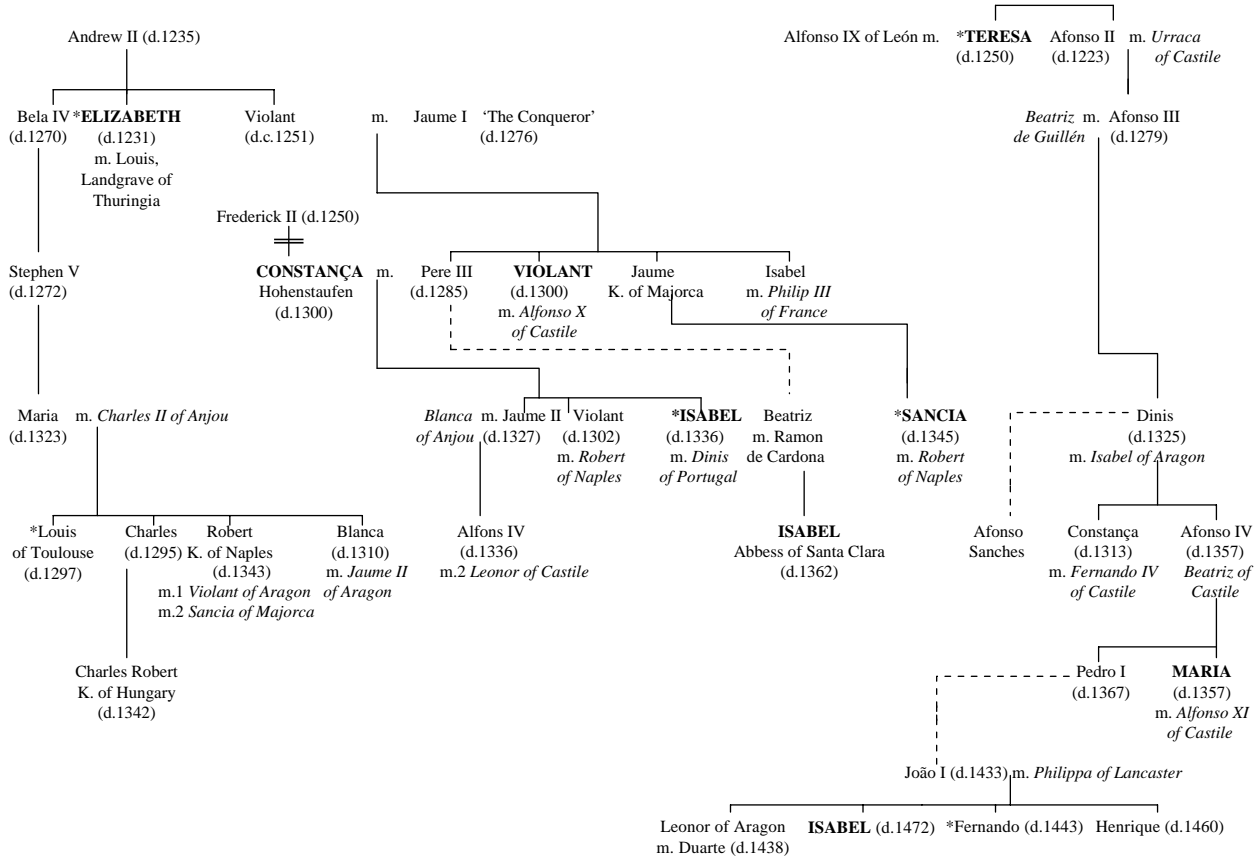 Andrew II (d.1235)
Alfonso IX of León m.
*TERESA
(d.1250)
Afonso II
(d.1223)
m. Urraca
of Castile
Bela IV
(d.1270)
*ELIZABETH
(d.1231)
m. Louis,
Landgrave of
Thuringia
Violant
(d.c.1251)
m.
Jaume I
‘The Conqueror’
(d.1276)
Beatriz m.
de Guillén
Afonso III
(d.1279)
Frederick II (d.1250)
Stephen V
(d.1272)
CONSTANÇA m.
Hohenstaufen
(d.1300)
Pere III
(d.1285)
VIOLANT
(d.1300)
m. Alfonso X
of Castile
Jaume
K. of Majorca
Isabel
m. Philip III
of France
Maria
(d.1323)
m. Charles II of Anjou
Blanca
of Anjou
m. Jaume II
(d.1327)
Violant
(d.1302)
m. Robert
of Naples
*ISABEL
(d.1336)
m. Dinis
of Portugal
Beatriz
m. Ramon
de Cardona
*SANCIA
(d.1345)
m. Robert
of Naples
Dinis
(d.1325)
m. Isabel of Aragon
*Louis
of Toulouse
(d.1297)
Charles
(d.1295)
Robert
K. of Naples
(d.1343)
m.1 Violant of Aragon
m.2 Sancia of Majorca
Blanca
(d.1310)
m. Jaume II
of Aragon
Alfons IV
(d.1336)
m.2 Leonor of Castile
ISABEL
Abbess of Santa Clara
(d.1362)
Afonso
Sanches
Constança
(d.1313)
m. Fernando IV
of Castile
Afonso IV
(d.1357)
Beatriz of
Castile
Charles Robert
K. of Hungary
(d.1342)
Pedro I
(d.1367)
MARIA
(d.1357)
m. Alfonso XI
of Castile
João I (d.1433) m. Philippa of Lancaster
Leonor of Aragon
m. Duarte (d.1438)
ISABEL (d.1472)
*Fernando (d.1443)
Henrique (d.1460)